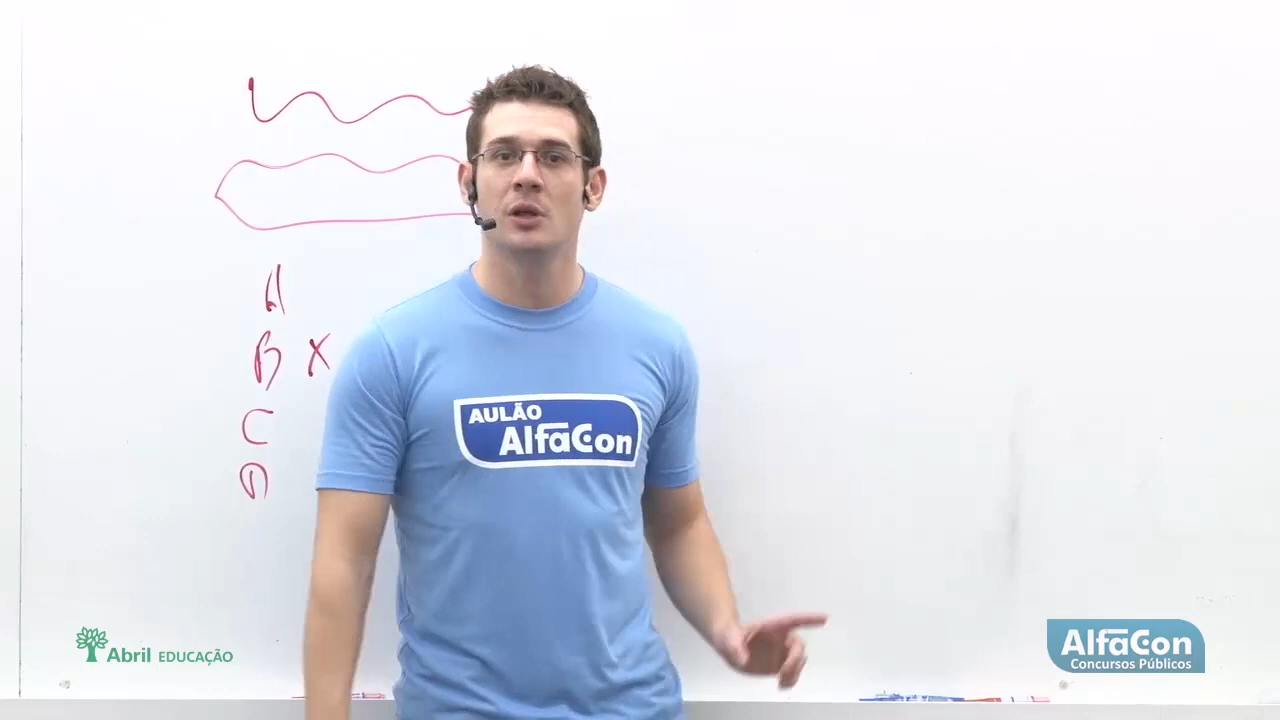 A
B X
C
D
AULÃO
AlfaCon
Abril EDUCAÇÃO
AlfaCon
Concursos Públicos